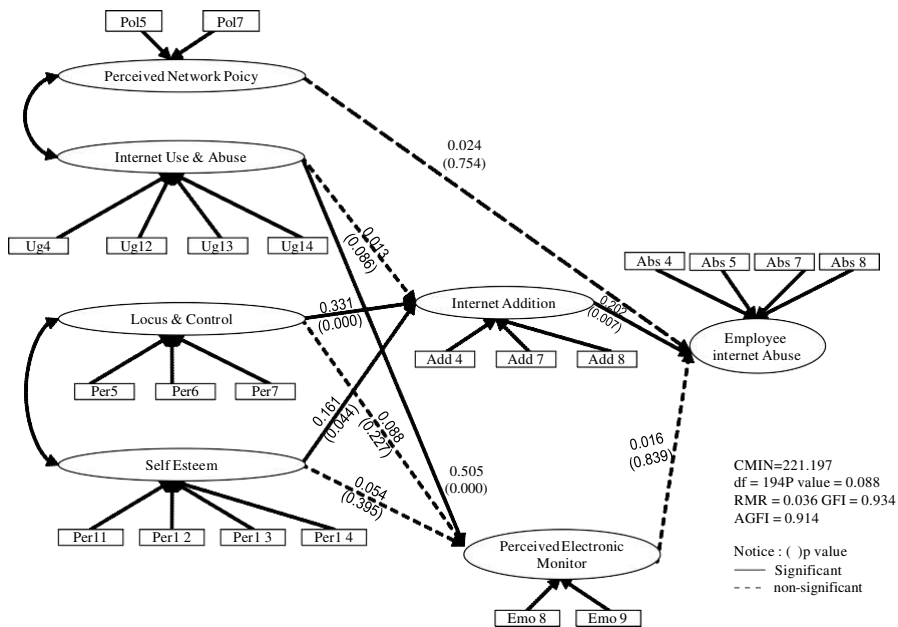 Pol5
Pol7
Perceived Network Poicy
Internet Use & Abuse
Ug4
Ug12
Ug13
Ug14
0.024
(0.754)
0.013
(0.086)
Abs 4
Abs 5
Abs 7
Abs 8
Locus & Control
0.331
(0.000)
Internet Addition
0.202
(0.007)
Employee
internet Abuse
Add 4
Add 7
Add 8
Per5
Per6
Per7
0.161
(0.044)
0.088
(0.227)
Self Esteem
0.054
(0.395)
0.505
(0.000)
0.016
(0.839)
Per11
Per1 2
Per1 3
Per1 4
Perceived Electronic
Monitor
Emo 8
Emo 9
CMIN=221.197
df = 194P value = 0.088
RMR = 0.036 GFI = 0.934
AGFI = 0.914
Notice : ( )p value
Significant
non-significant